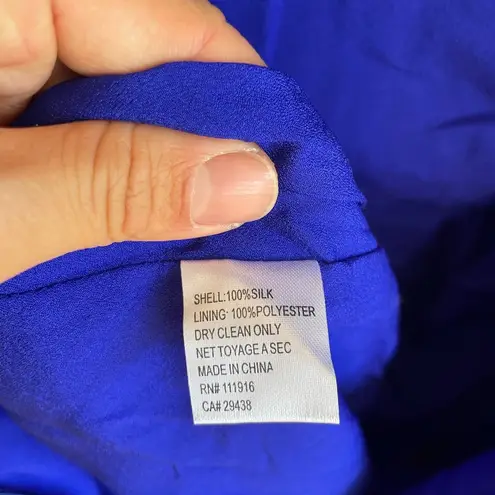 SHELL:100%SILK
LINING: 100%POLYESTER
DRY CLEAN ONLY
NET TOYAGE A SEC
MADE IN CHINA
RN# 111916
CA# 29438